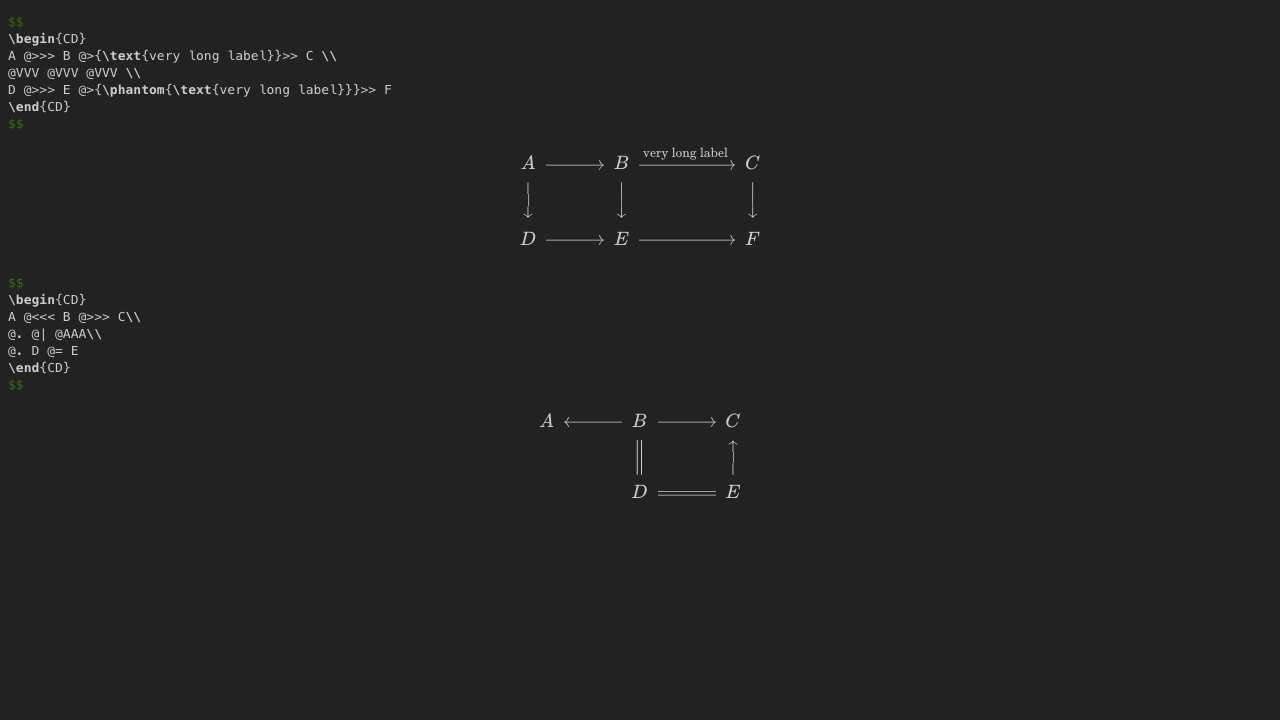 $$
\begin{CD}
A @>>> B @>{\text{very long label}}>> C \\
@VVV @VVV @VVV \\
D @>>> E @>{\phantom{\text{very long label}}}>> F
\end{CD}
$$
A B very long label C
D E F
$$
\begin{CD}
A @<<< B @>>> C\\
@. @| @AAA\\
@. D @= E
\end{CD}
$$
A B C
D E